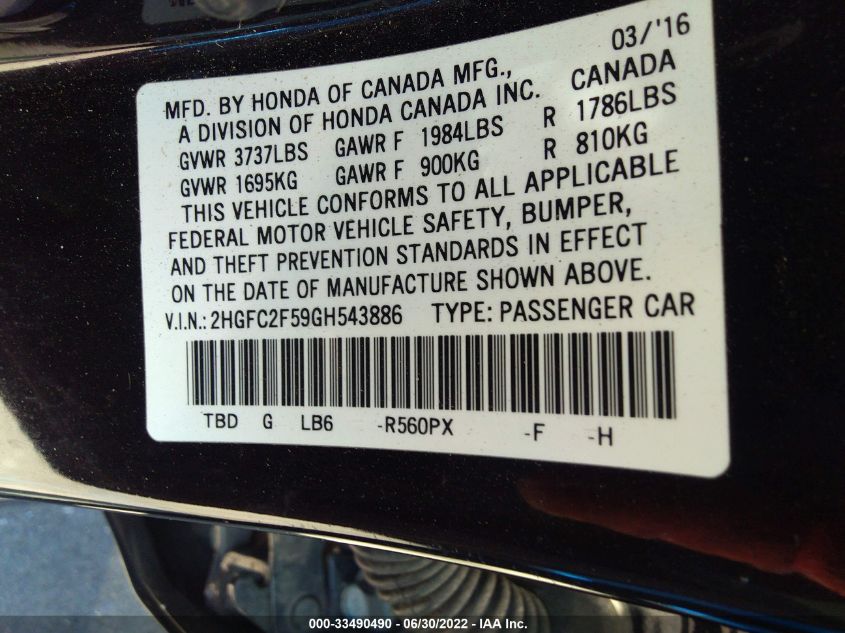 03/'16
MFD. BY HONDA OF CANADA MFG.,
A DIVISION OF HONDA CANADA INC. CANADA
GVWR 3737LBS GAWR F 1984LBS R 1786LBS
GVWR 1695KG GAWR F 900KG R 810KG
THIS VEHICLE CONFORMS TO ALL APPLICABLE
FEDERAL MOTOR VEHICLE SAFETY, BUMPER,
AND THEFT PREVENTION STANDARDS IN EFFECT
ON THE DATE OF MANUFACTURE SHOWN ABOVE.
V.I.N.: 2HGFC2F59GH543886 TYPE: PASSENGER CAR
TBD G LB6 -R560PX -F -H
000-33490490 - 06/30/2022 - IAA Inc.